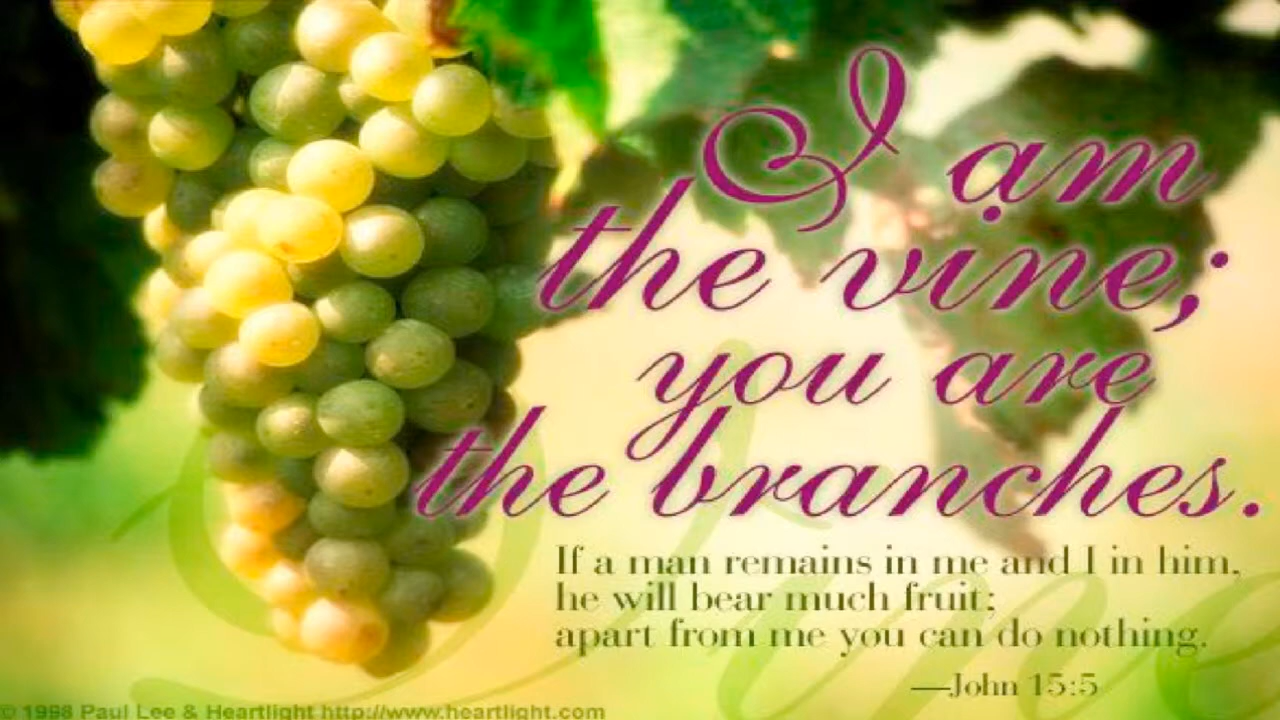 I am
the vine;
you are
the branches.
If a man remains in me and I in him,
he will bear much fruit;
apart from me you can do nothing.
—John 15:5
© 1998 Paul Lee & Heartlight http://www.heartlight.com